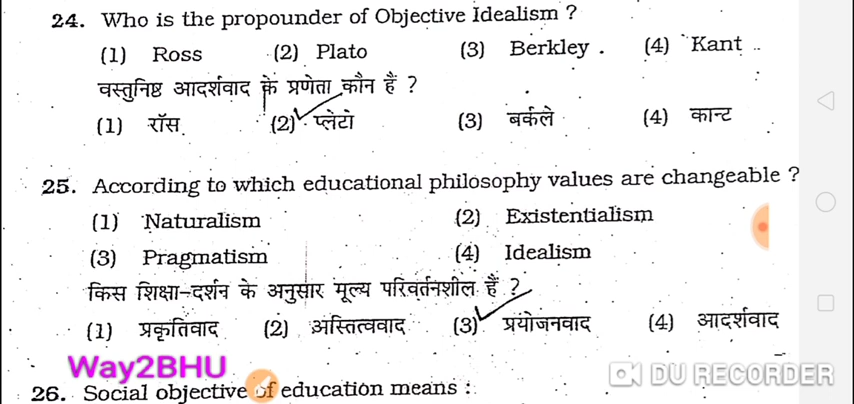 24. Who is the propounder of Objective Idealism ?
(1) Ross (2) Plato (3) Berkley . (4) Kant
वस्तुनिष्ठ आदर्शवाद के प्रणेता कौन हैं ?
(1) रॉस (2) प्लेटो (3) बर्कले (4) कान्ट
25. According to which educational philosophy values are changeable ?
(1) Naturalism (2) Existentialism
(3) Pragmatism (4) Idealism
किस शिक्षा-दर्शन के अनुसार मूल्य परिवर्तनशील हैं ?
(1) प्रकृतिवाद (2) अस्तित्ववाद (3) प्रयोजनवाद (4) आदर्शवाद
Way2BHU
DU RECORDER
26. Social objective of education means :